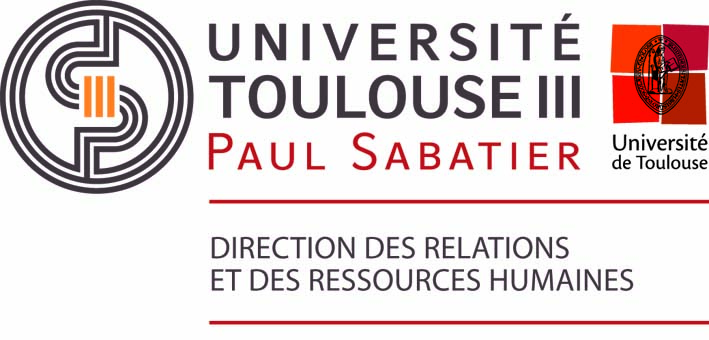 UNIVERSITÉ
TOULOUSE III
PAUL SABATIER
Université
de Toulouse
DIRECTION DES RELATIONS
ET DES RESSOURCES HUMAINES